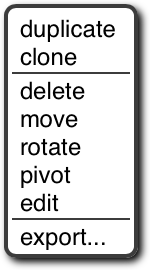 duplicate
clone
delete
move
rotate
pivot
edit
export...